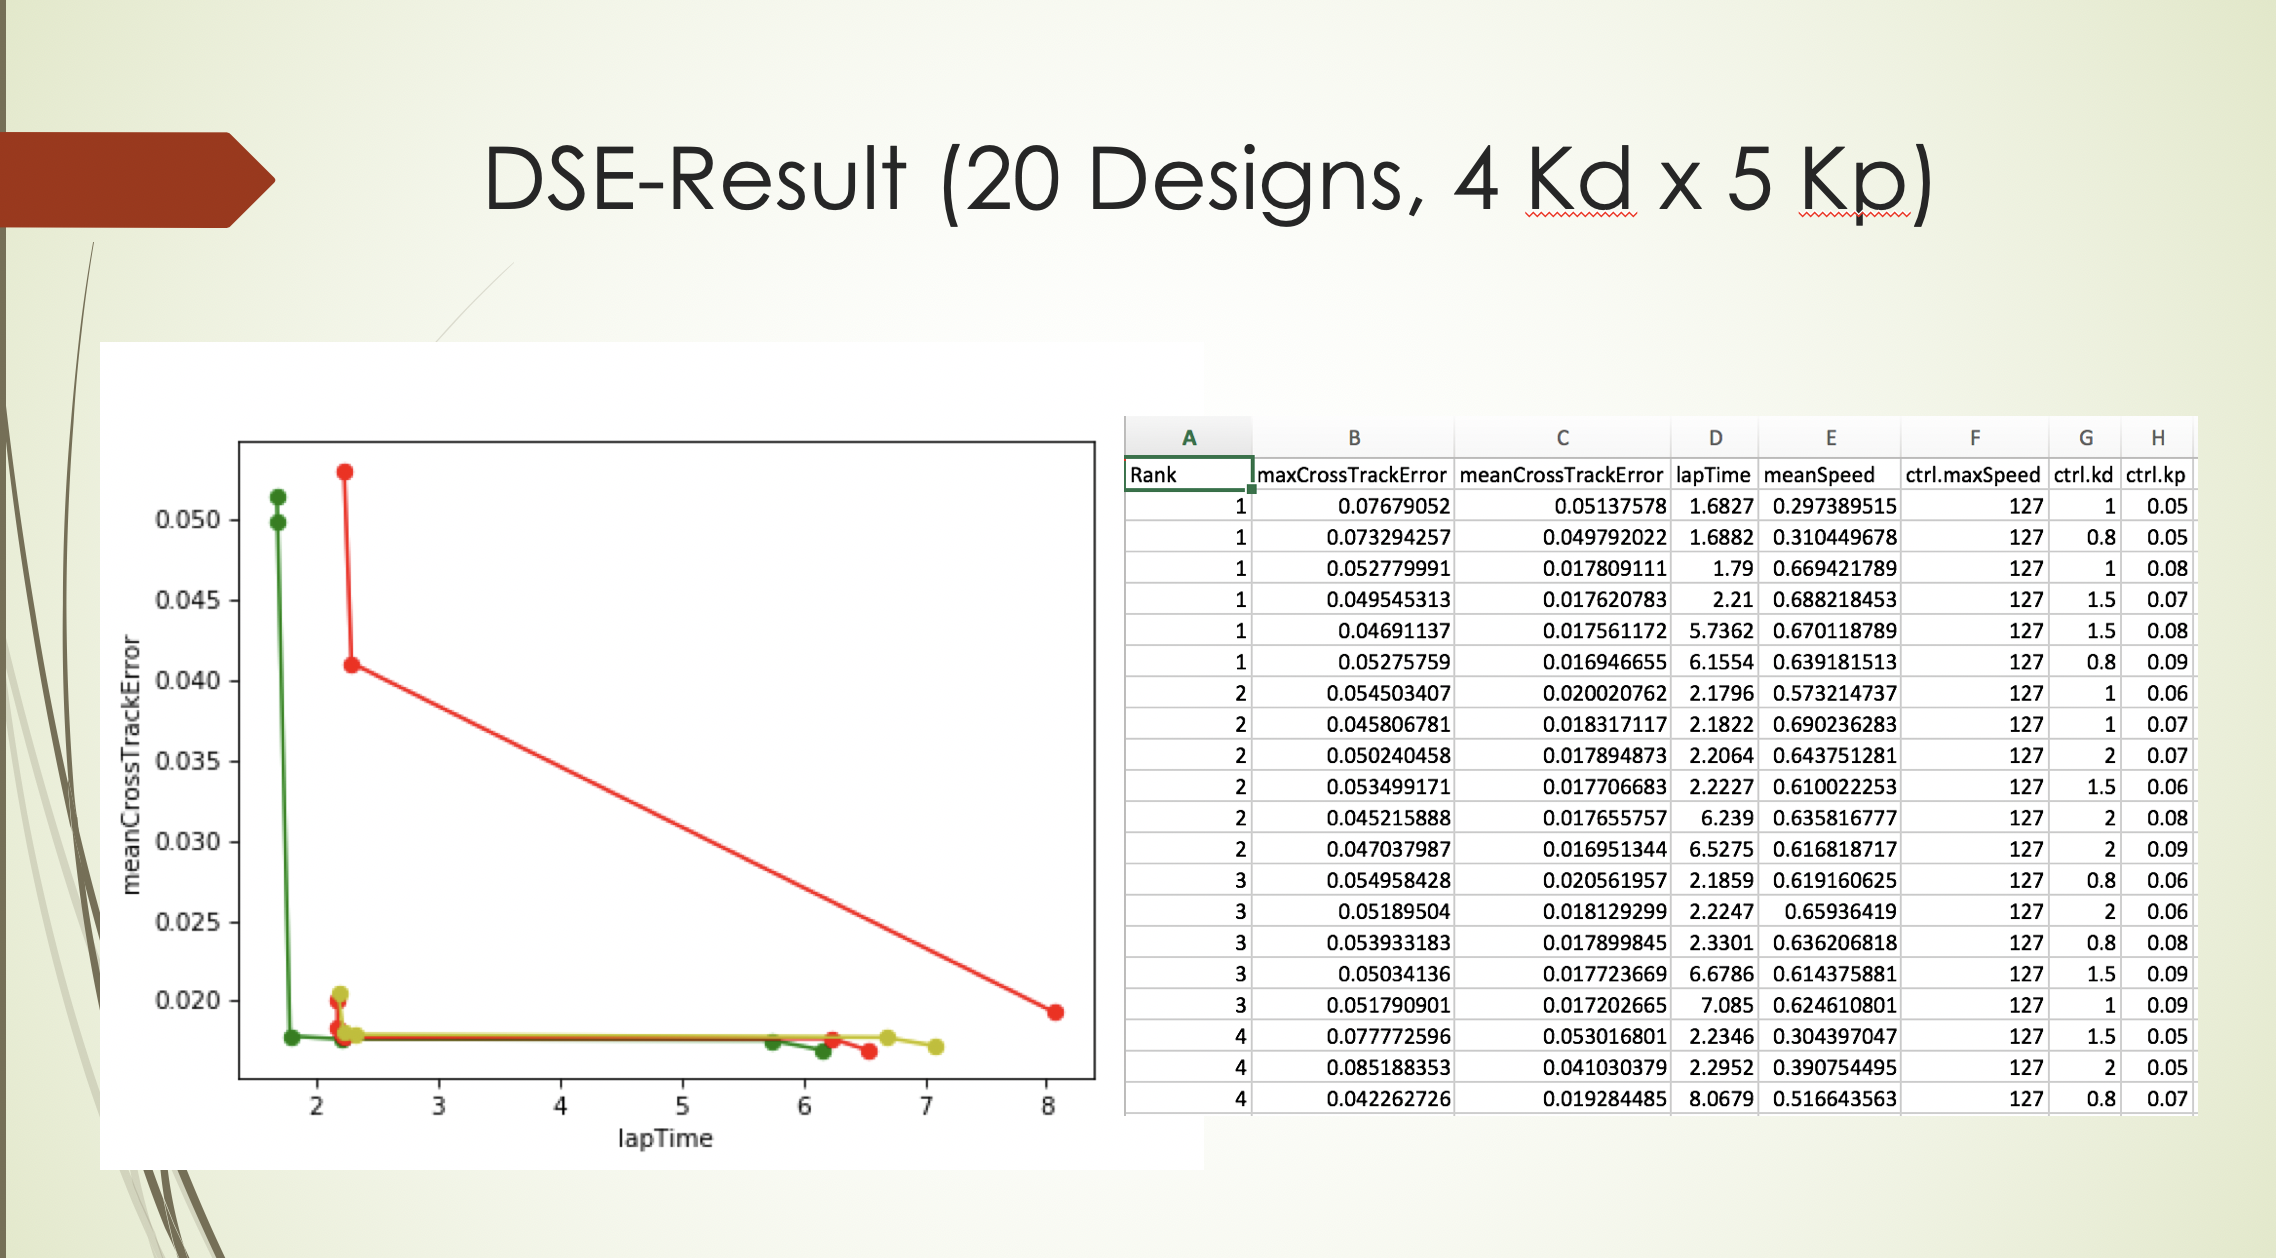 DSE-Result (20 Designs, 4 Kd x 5 Kp)
meanCrossTrackError
0.050
0.045
0.040
0.035
0.030
0.025
0.020
2 3 4 5 6 7 8
lapTime
A B C D E F G H
Rank maxCrossTrackError meanCrossTrackError lapTime meanSpeed ctrl.maxSpeed ctrl.kd ctrl.kp
1 0.07679052 0.05137578 1.6827 0.297389515 127 1 0.05
1 0.073294257 0.049792022 1.6882 0.310449678 127 0.8 0.05
1 0.052779991 0.017809111 1.79 0.669421789 127 1 0.08
1 0.049545313 0.017620783 2.21 0.688218453 127 1.5 0.07
1 0.04691137 0.017561172 5.7362 0.670118789 127 1.5 0.08
1 0.05275759 0.016946655 6.1554 0.639181513 127 0.8 0.09
2 0.054503407 0.020020762 2.1796 0.573214737 127 1 0.06
2 0.045806781 0.018317117 2.1822 0.690236283 127 1 0.07
2 0.050240458 0.017894873 2.2064 0.643751281 127 2 0.07
2 0.053499171 0.017706683 2.2227 0.610022253 127 1.5 0.06
2 0.045215888 0.017655757 6.239 0.635816777 127 2 0.08
2 0.047037987 0.016951344 6.5275 0.616818717 127 2 0.09
3 0.054958428 0.020561957 2.1859 0.619160625 127 0.8 0.06
3 0.05189504 0.018129299 2.2247 0.65936419 127 2 0.06
3 0.053933183 0.017899845 2.3301 0.636206818 127 0.8 0.08
3 0.05034136 0.017723669 6.6786 0.614375881 127 1.5 0.09
3 0.051790901 0.017202665 7.085 0.624610801 127 1 0.09
4 0.077772596 0.053016801 2.2346 0.304397047 127 1.5 0.05
4 0.085188353 0.041030379 2.2952 0.390754495 127 2 0.05
4 0.042262726 0.019284485 8.0679 0.516643563 127 0.8 0.07